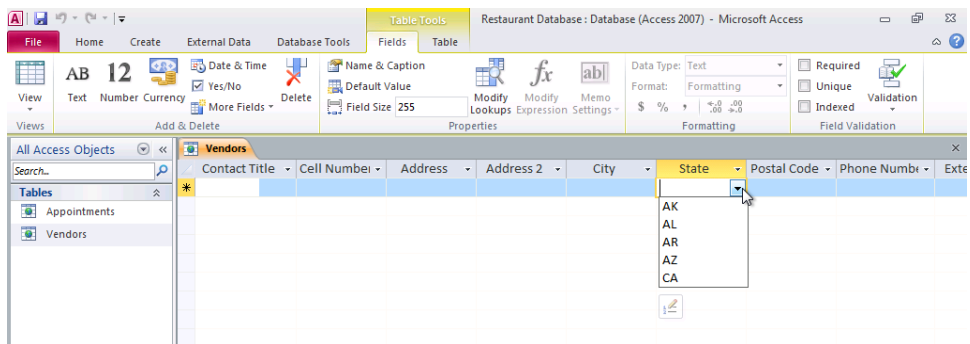 A Table Tools Restaurant Database : Database (Access 2007) - Microsoft Access
File Home Create External Data Database Tools Fields Table
View AB Text 12 Number Currency Date & Time Yes/No More Fields Delete
Name & Caption Default Value Field Size 255 Modify Lookups fx Modify Expression ab Memo Settings
Data Type: Text Format: Formatting $ % , .00 .00 Required Unique Indexed Validation
Views Add & Delete Properties Formatting Field Validation
All Access Objects « Vendors
Search... Contact Title Cell Number Address Address 2 City State Postal Code Phone Numbe Exte
Tables *
Appointments
Vendors
AK
AL
AR
AZ
CA